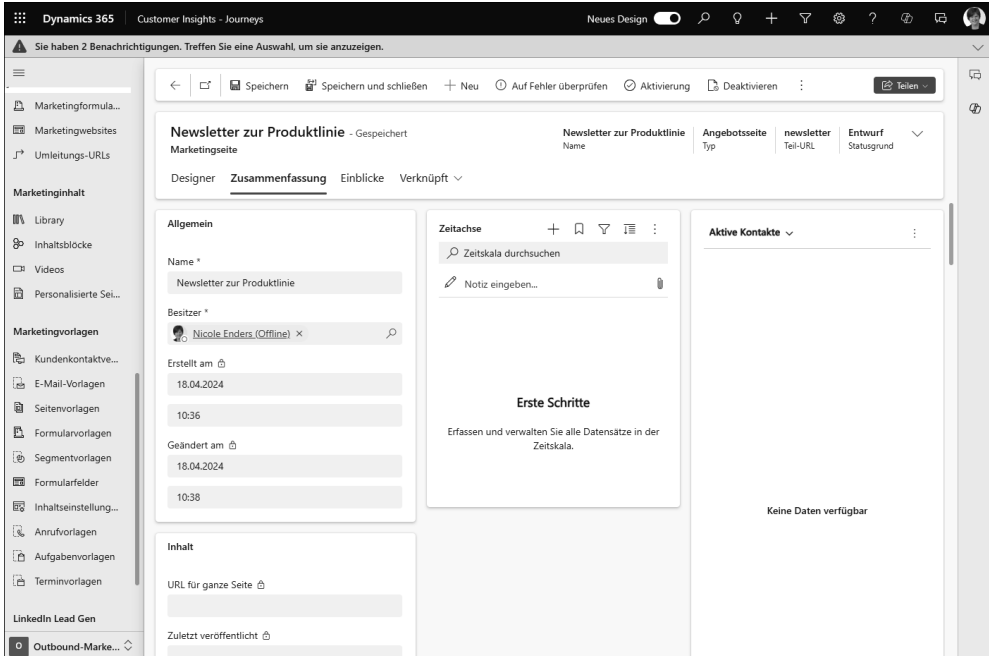 Dynamics 365
Customer Insights - Journeys
Neues Design
Sie haben 2 Benachrichtigungen. Treffen Sie eine Auswahl, um sie anzuzeigen.
Marketingformula...
Marketingwebsites
Umleitungs-URLs
Marketinginhalt
Library
Inhaltsblöcke
Videos
Personalisierte Sei...
Marketingvorlagen
Kundenkontaktve...
E-Mail-Vorlagen
Seitenvorlagen
Formularvorlagen
Segmentvorlagen
Formularfelder
Inhaltseinstellung...
Anrufvorlagen
Aufgabenvorlagen
Terminvorlagen
LinkedIn Lead Gen
O Outbound-Marke...
Speichern
Speichern und schließen
Neu
Auf Fehler überprüfen
Aktivierung
Deaktivieren
Teilen
Newsletter zur Produktlinie - Gespeichert
Marketingseite
Newsletter zur Produktlinie
Name
Angebotsseite
Typ
newsletter
Teil-URL
Entwurf
Statusgrund
Designer
Zusammenfassung
Einblicke
Verknüpft
Allgemein
Name *
Newsletter zur Produktlinie
Besitzer *
Nicole Enders (Offline)
Erstellt am
18.04.2024
10:36
Geändert am
18.04.2024
10:38
Inhalt
URL für ganze Seite
Zuletzt veröffentlicht
Zeitachse
Zeitskala durchsuchen
Notiz eingeben...
Erste Schritte
Erfassen und verwalten Sie alle Datensätze in der
Zeitskala.
Aktive Kontakte
Keine Daten verfügbar